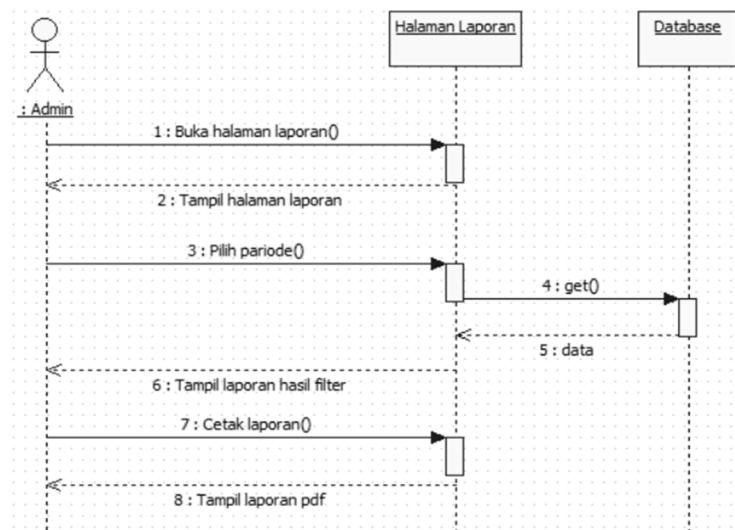 Halaman Laporan
Database
: Admin
1 : Buka halaman laporan()
2 : Tampil halaman laporan
3 : Pilih pariode()
4 : get()
5 : data
6 : Tampil laporan hasil filter
7 : Cetak laporan()
8 : Tampil laporan pdf